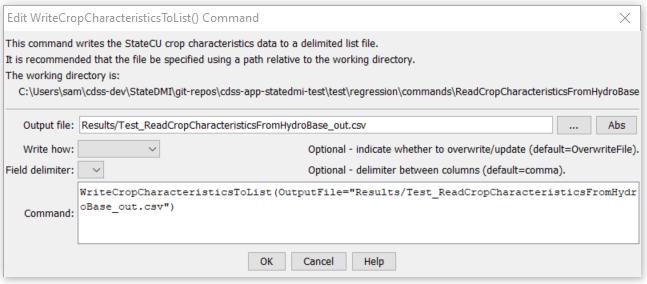 Edit WriteCropCharacteristicsToList() Command
This command writes the StateCU crop characteristics data to a delimited list file.
It is recommended that the file be specified using a path relative to the working directory.
The working directory is:
C:\Users\sam\cdss-dev\StateDMI\git-repos\cdss-app-statedmi-test\test\regression\commands\ReadCropCharacteristicsFromHydroBase
Output file: Results/Test_ReadCropCharacteristicsFromHydroBase_out.csv ... Abs
Write how: Optional - indicate whether to overwrite/update (default=OverwriteFile).
Field delimiter: Optional - delimiter between columns (default=comma).
WriteCropCharacteristicsToList(OutputFile="Results/Test_ReadCropCharacteristicsFromHydr
oBase_out.csv")
Command:
OK Cancel Help